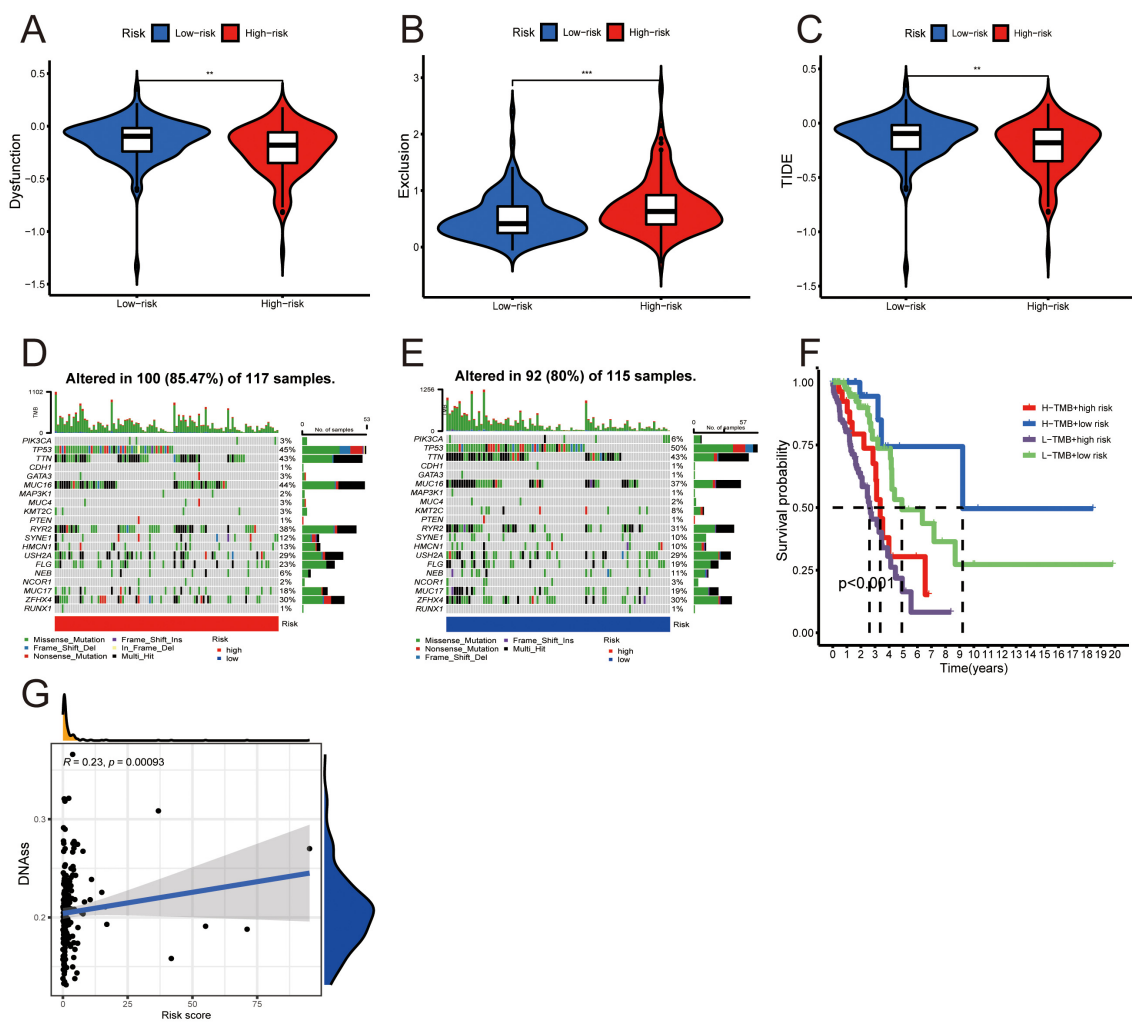 A
Risk Low-risk High-risk
**
0.5
0.0
−0.5
−1.0
−1.5
Dysfunction
Low-risk High-risk
B
Risk Low-risk High-risk
***
3
2
1
0
Exclusion
Low-risk High-risk
C
Risk Low-risk High-risk
**
0.5
0.0
−0.5
−1.0
−1.5
TIDE
Low-risk High-risk
D
Altered in 100 (85.47%) of 117 samples.
1102
0
TMB
0 53
No. of samples
PIK3CA 3%
TP53 45%
TTN 43%
CDH1 1%
GATA3 3%
MUC16 44%
MAP3K1 2%
MUC4 3%
KMT2C 3%
PTEN 1%
RYR2 38%
SYNE1 12%
HMCN1 13%
USH2A 29%
FLG 23%
NEB 6%
NCOR1 2%
MUC17 18%
ZFHX4 30%
RUNX1 1%
Risk
Missense_Mutation Frame_Shift_Ins Risk
Frame_Shift_Del In_Frame_Del high
Nonsense_Mutation Multi_Hit low
E
Altered in 92 (80%) of 115 samples.
1256
0
TMB
0 57
No. of samples
PIK3CA 6%
TP53 50%
TTN 43%
CDH1 1%
GATA3 1%
MUC16 37%
MAP3K1 2%
MUC4 2%
KMT2C 8%
PTEN 1%
RYR2 31%
SYNE1 10%
HMCN1 10%
USH2A 29%
FLG 19%
NEB 11%
NCOR1 3%
MUC17 19%
ZFHX4 30%
RUNX1 1%
Risk
Missense_Mutation Frame_Shift_Ins Risk
Nonsense_Mutation Multi_Hit high
Frame_Shift_Del low
F
1.00
0.75
0.50
0.25
0.00
Survival probability
H−TMB+high risk
H−TMB+low risk
L−TMB+high risk
L−TMB+low risk
p<0.001
0 1 2 3 4 5 6 7 8 9 10 11 12 13 14 15 16 17 18 19 20
Time(years)
G
R = 0.23, p = 0.00093
0.3
0.2
DNAss
0 25 50 75
Risk score